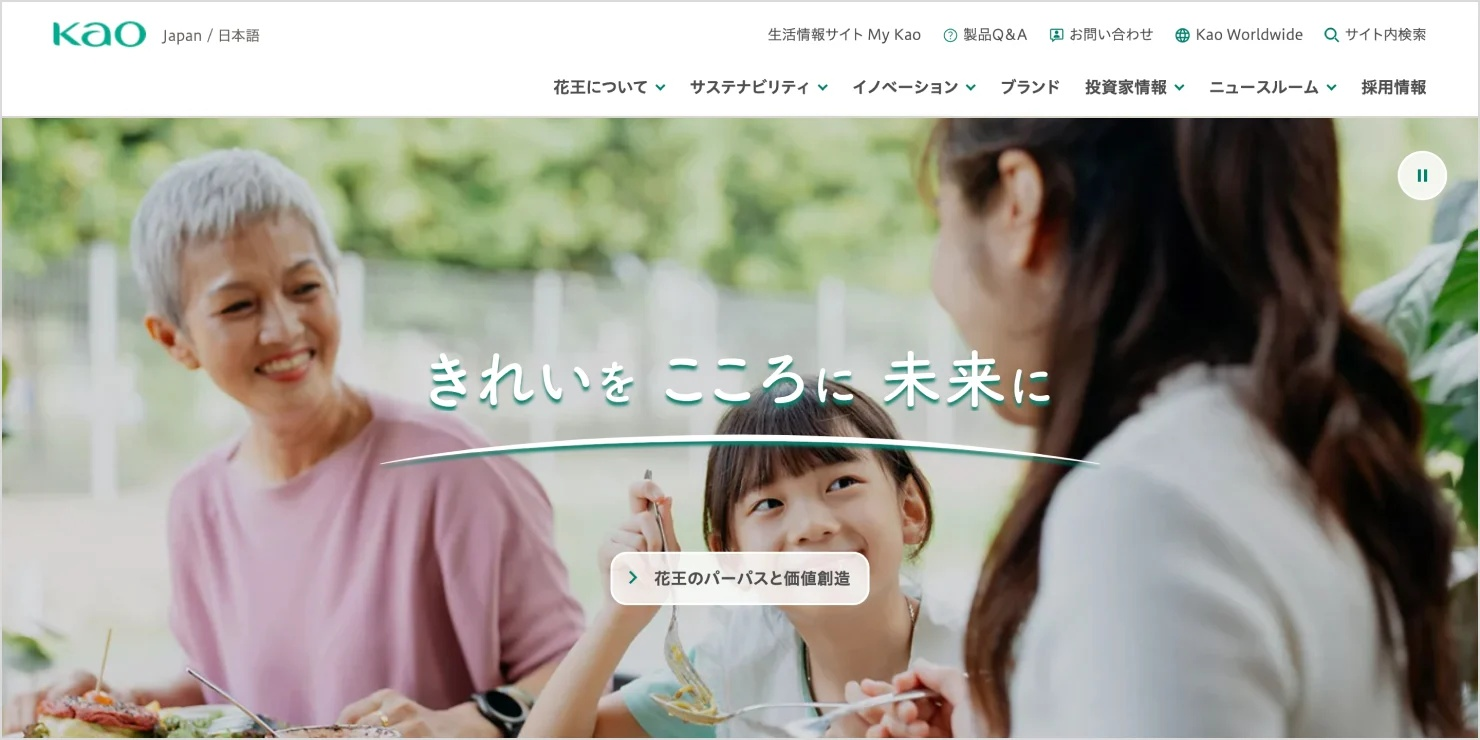 Kao Japan / 日本語
生活情報サイト My Kao 製品Q&A お問い合わせ Kao Worldwide サイト内検索
花王について サステナビリティ イノベーション ブランド 投資家情報 ニュースルーム 採用情報
きれいを こころに 未来に
花王のパーパスと価値創造